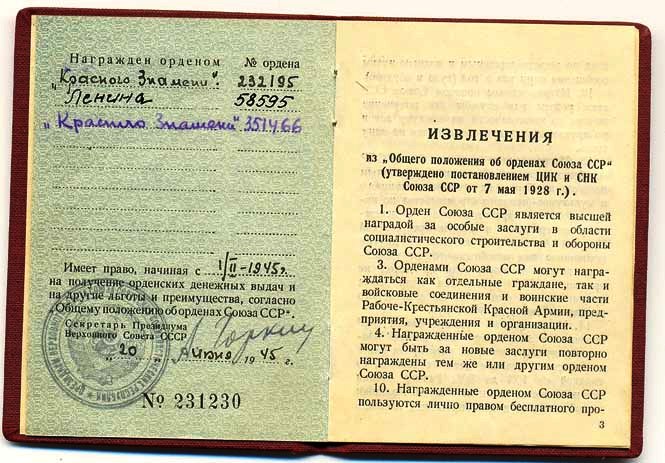 Награжден орденом № ордена
„Красного Знамени". 232195
Ленина 58595
„Красного Знамени" 351466
Имеет право, начиная с 1/II-1945г.
на получение орденских денежных выдач и
на другие льготы и преимущества, согласно
„Общему положению об орденах Союза ССР".
Секретарь Президиума
Верховного Совета СССР
"20" 1945 г.
№ 231230
ИЗВЛЕЧЕНИЯ
из „Общего положения об орденах Союза ССР"
(утверждено постановлением ЦИК и СНК
Союза ССР от 7 мая 1928 г.).
1. Орден Союза ССР является высшей
наградой за особые заслуги в области
социалистического строительства и обороны
Союза ССР.
3. Орденами Союза ССР могут награ-
ждаться как отдельные граждане, так и
войсковые соединения и воинские части
Рабоче-Крестьянской Красной Армии, пред-
приятия, учреждения и организации.
4. Награжденные орденом Союза ССР
могут быть за новые заслуги повторно
награждены тем же или другим орденом
Союза ССР.
10. Награжденные орденом Союза ССР
пользуются лично правом бесплатного про-
3